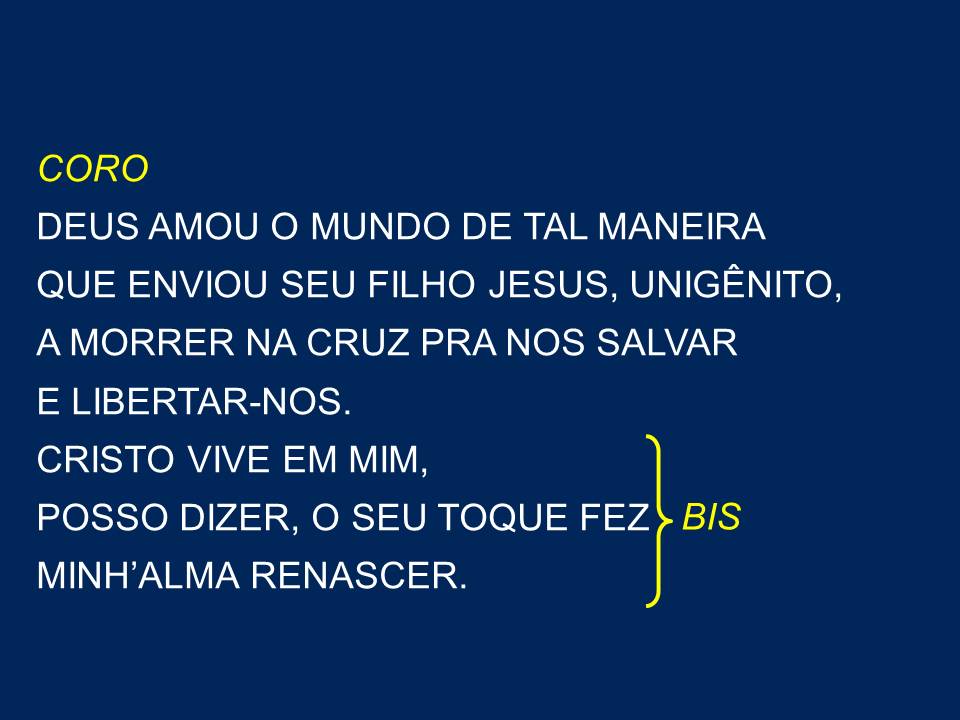 CORO
DEUS AMOU O MUNDO DE TAL MANEIRA
QUE ENVIOU SEU FILHO JESUS, UNIGÊNITO,
A MORRER NA CRUZ PRA NOS SALVAR
E LIBERTAR-NOS.
CRISTO VIVE EM MIM,
POSSO DIZER, O SEU TOQUE FEZ BIS
MINH’ALMA RENASCER.